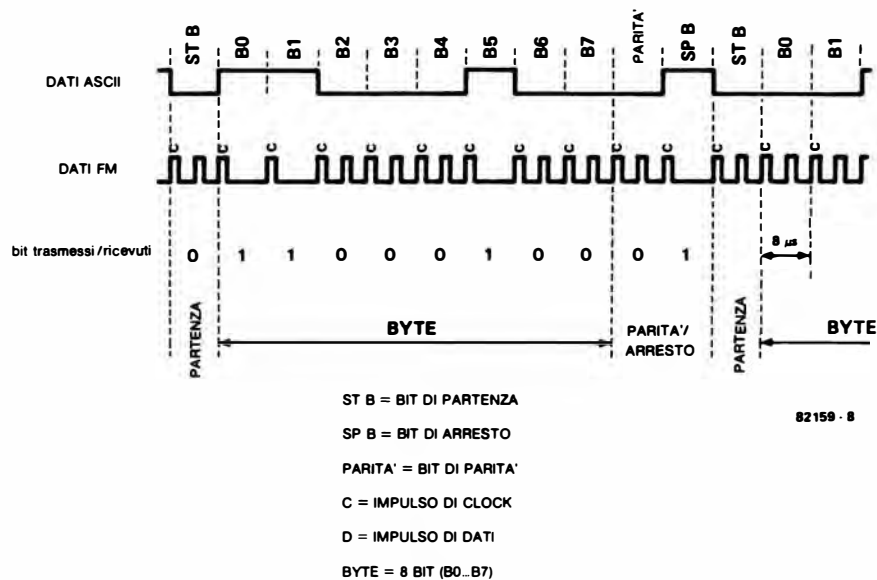 ST B B0 B1 B2 B3 B4 B5 B6 B7 PARITA' SP B ST B B0 B1
DATI ASCII
C C C C C C C C C C C C C C
DATI FM
bit trasmessi/ricevuti 0 1 1 0 0 0 1 0 0 0 1 8 µs
PARTENZA BYTE PARITA'/ PARTENZA BYTE
ARRESTO
ST B = BIT DI PARTENZA
82159 - 8
SP B = BIT DI ARRESTO
PARITA' = BIT DI PARITA'
C = IMPULSO DI CLOCK
D = IMPULSO DI DATI
BYTE = 8 BIT (B0...B7)